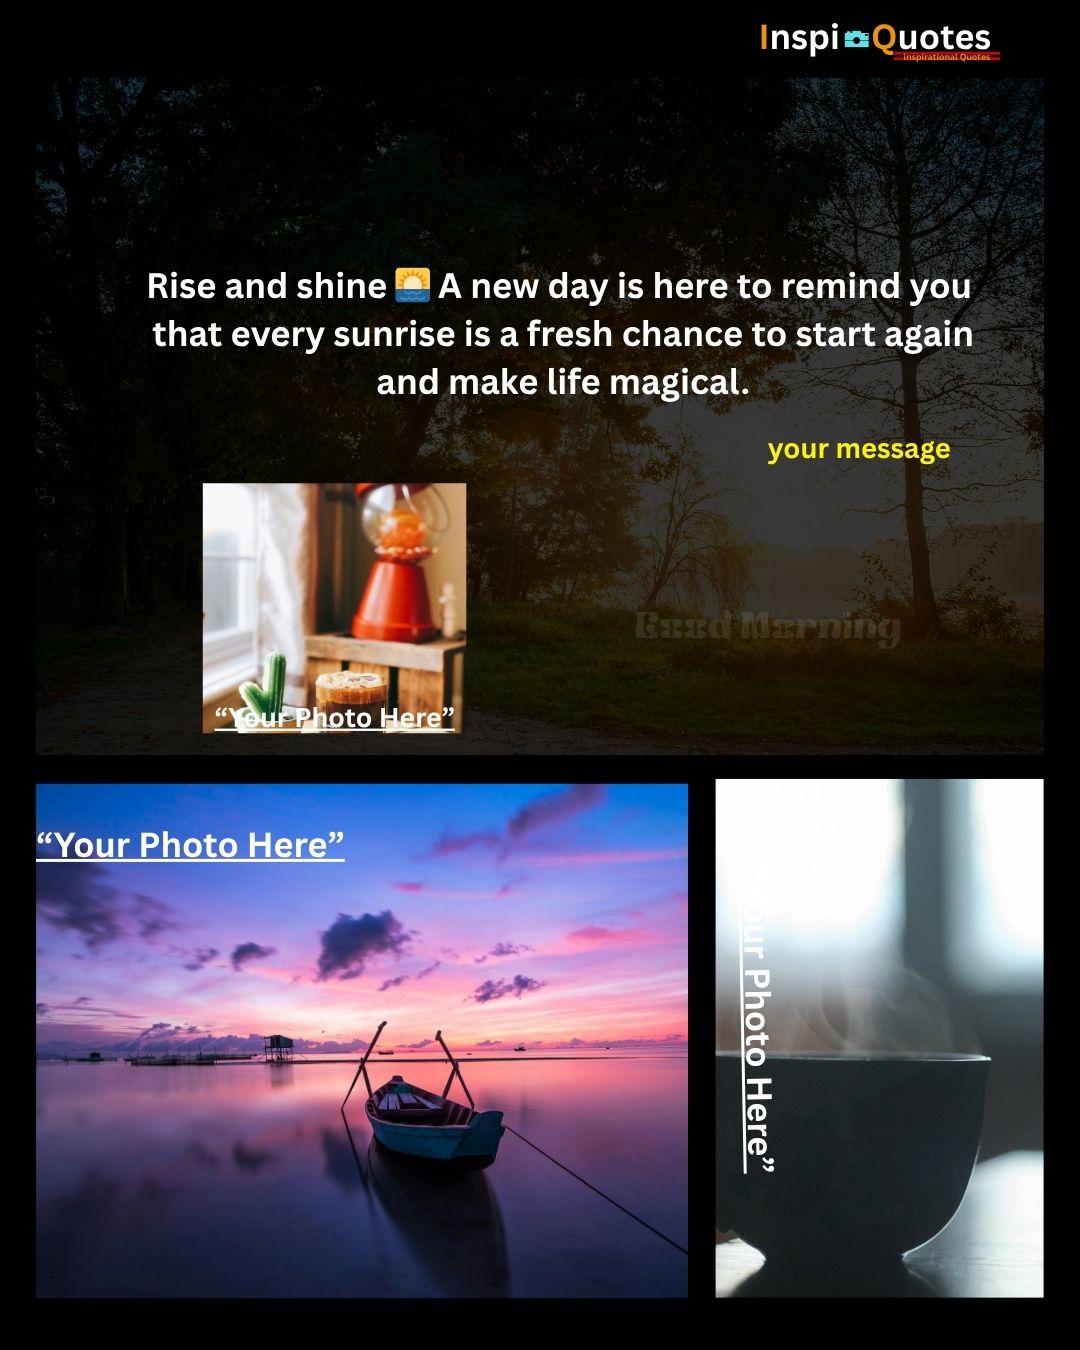 Inspi Quotes
Inspirational Quotes
Rise and shine 🌅 A new day is here to remind you
that every sunrise is a fresh chance to start again
and make life magical.
your message
Good Morning
“Your Photo Here”
“Your Photo Here”
our Photo Here”